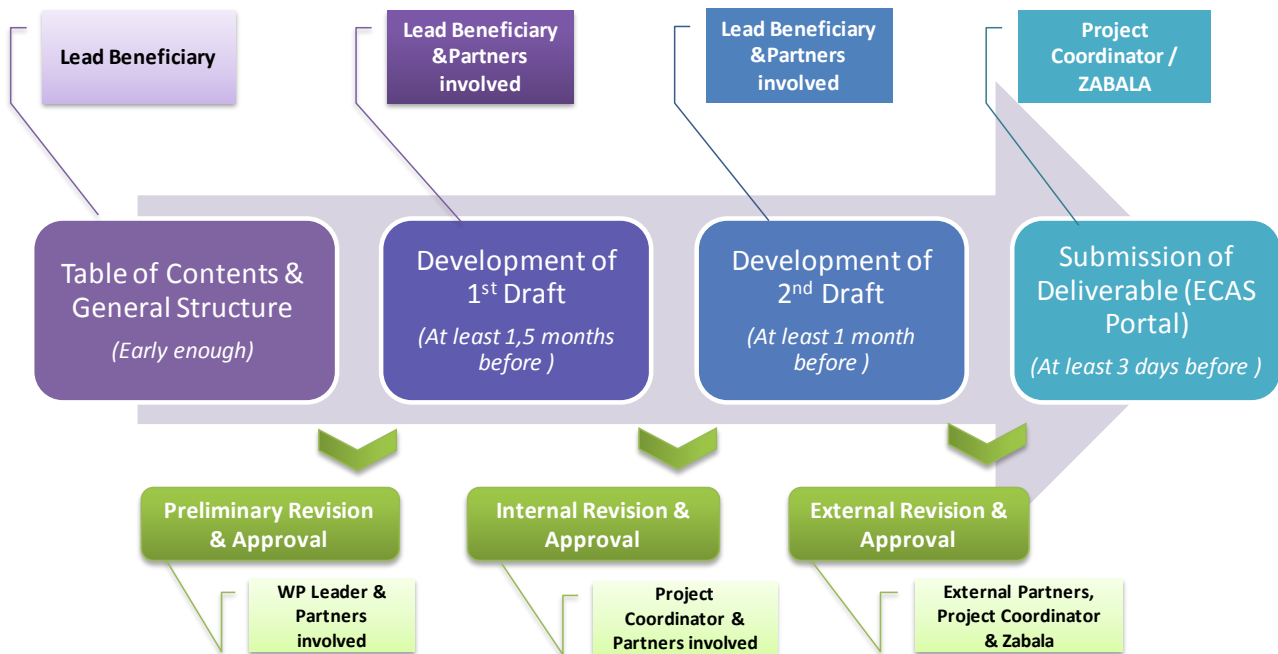 Lead Beneficiary
Lead Beneficiary
&Partners
involved
Lead Beneficiary
&Partners
involved
Project
Coordinator /
ZABALA
Table of Contents &
General Structure
(Early enough)
Development of
1st Draft
(At least 1,5 months
before )
Development of
2nd Draft
(At least 1 month
before )
Submission of
Deliverable (ECAS
Portal)
(At least 3 days before )
Preliminary Revision
& Approval
Internal Revision &
Approval
External Revision &
Approval
WP Leader &
Partners
involved
Project
Coordinator &
Partners involved
External Partners,
Project Coordinator
& Zabala